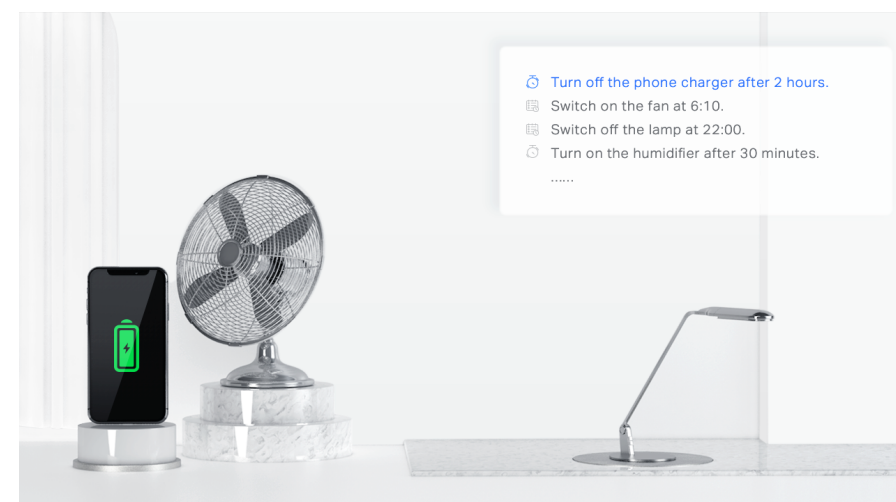 Turn off the phone charger after 2 hours.
Switch on the fan at 6:10.
Switch off the lamp at 22:00.
Turn on the humidifier after 30 minutes.
......